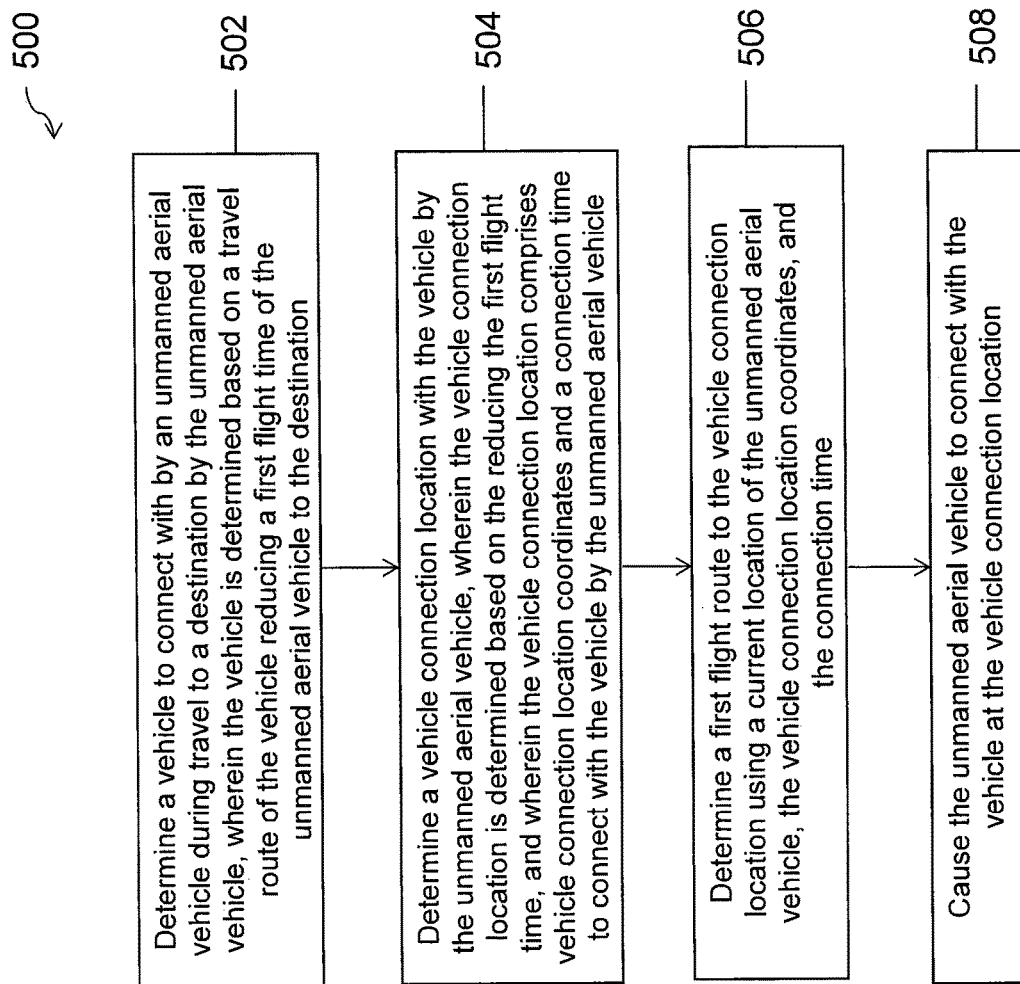 500
Determine a vehicle to connect with by an unmanned aerial
vehicle during travel to a destination by the unmanned aerial
vehicle, wherein the vehicle is determined based on a travel
route of the vehicle reducing a first flight time of the
unmanned aerial vehicle to the destination
502
Determine a vehicle connection location with the vehicle by
the unmanned aerial vehicle, wherein the vehicle connection
location is determined based on the reducing the first flight
time, and wherein the vehicle connection location comprises
vehicle connection location coordinates and a connection time
to connect with the vehicle by the unmanned aerial vehicle
504
Determine a first flight route to the vehicle connection
location using a current location of the unmanned aerial
vehicle, the vehicle connection location coordinates, and
the connection time
506
Cause the unmanned aerial vehicle to connect with the
vehicle at the vehicle connection location
508